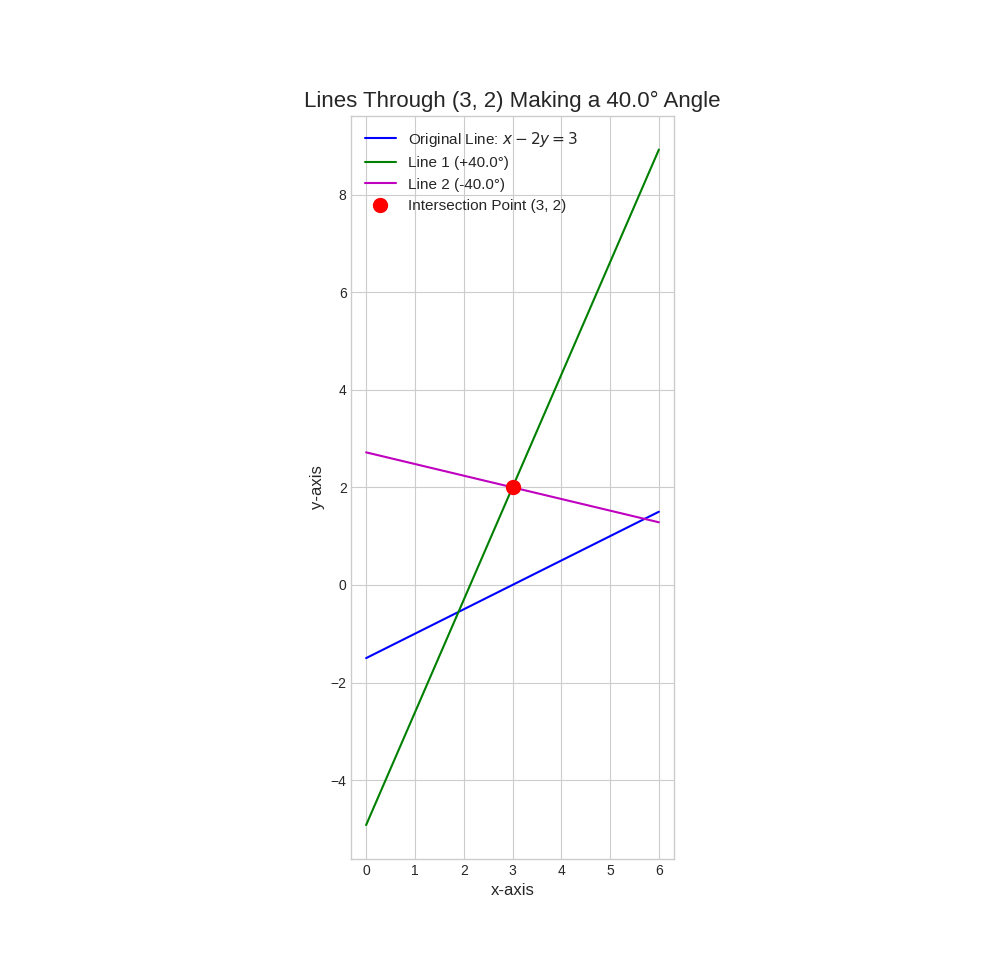 Lines Through (3, 2) Making a 40.0° Angle
Original Line: x − 2y = 3
Line 1 (+40.0°)
Line 2 (-40.0°)
Intersection Point (3, 2)
8
6
4
2
0
−2
−4
y-axis
0 1 2 3 4 5 6
x-axis